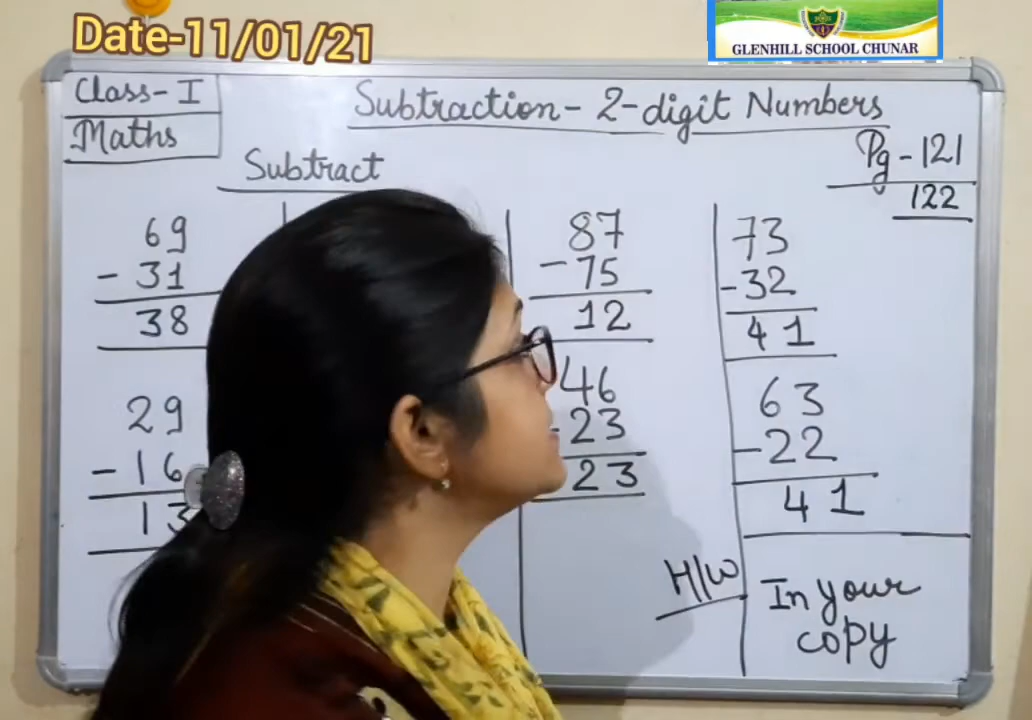 Date-11/01/21
GLENHILL SCHOOL CHUNAR
Class-I
Maths
Subtraction - 2-digit Numbers
Pg - 121
122
Subtract
69
- 31
38
29
- 16
13
87
- 75
12
46
- 23
23
73
- 32
41
63
- 22
41
H/W
In your
copy